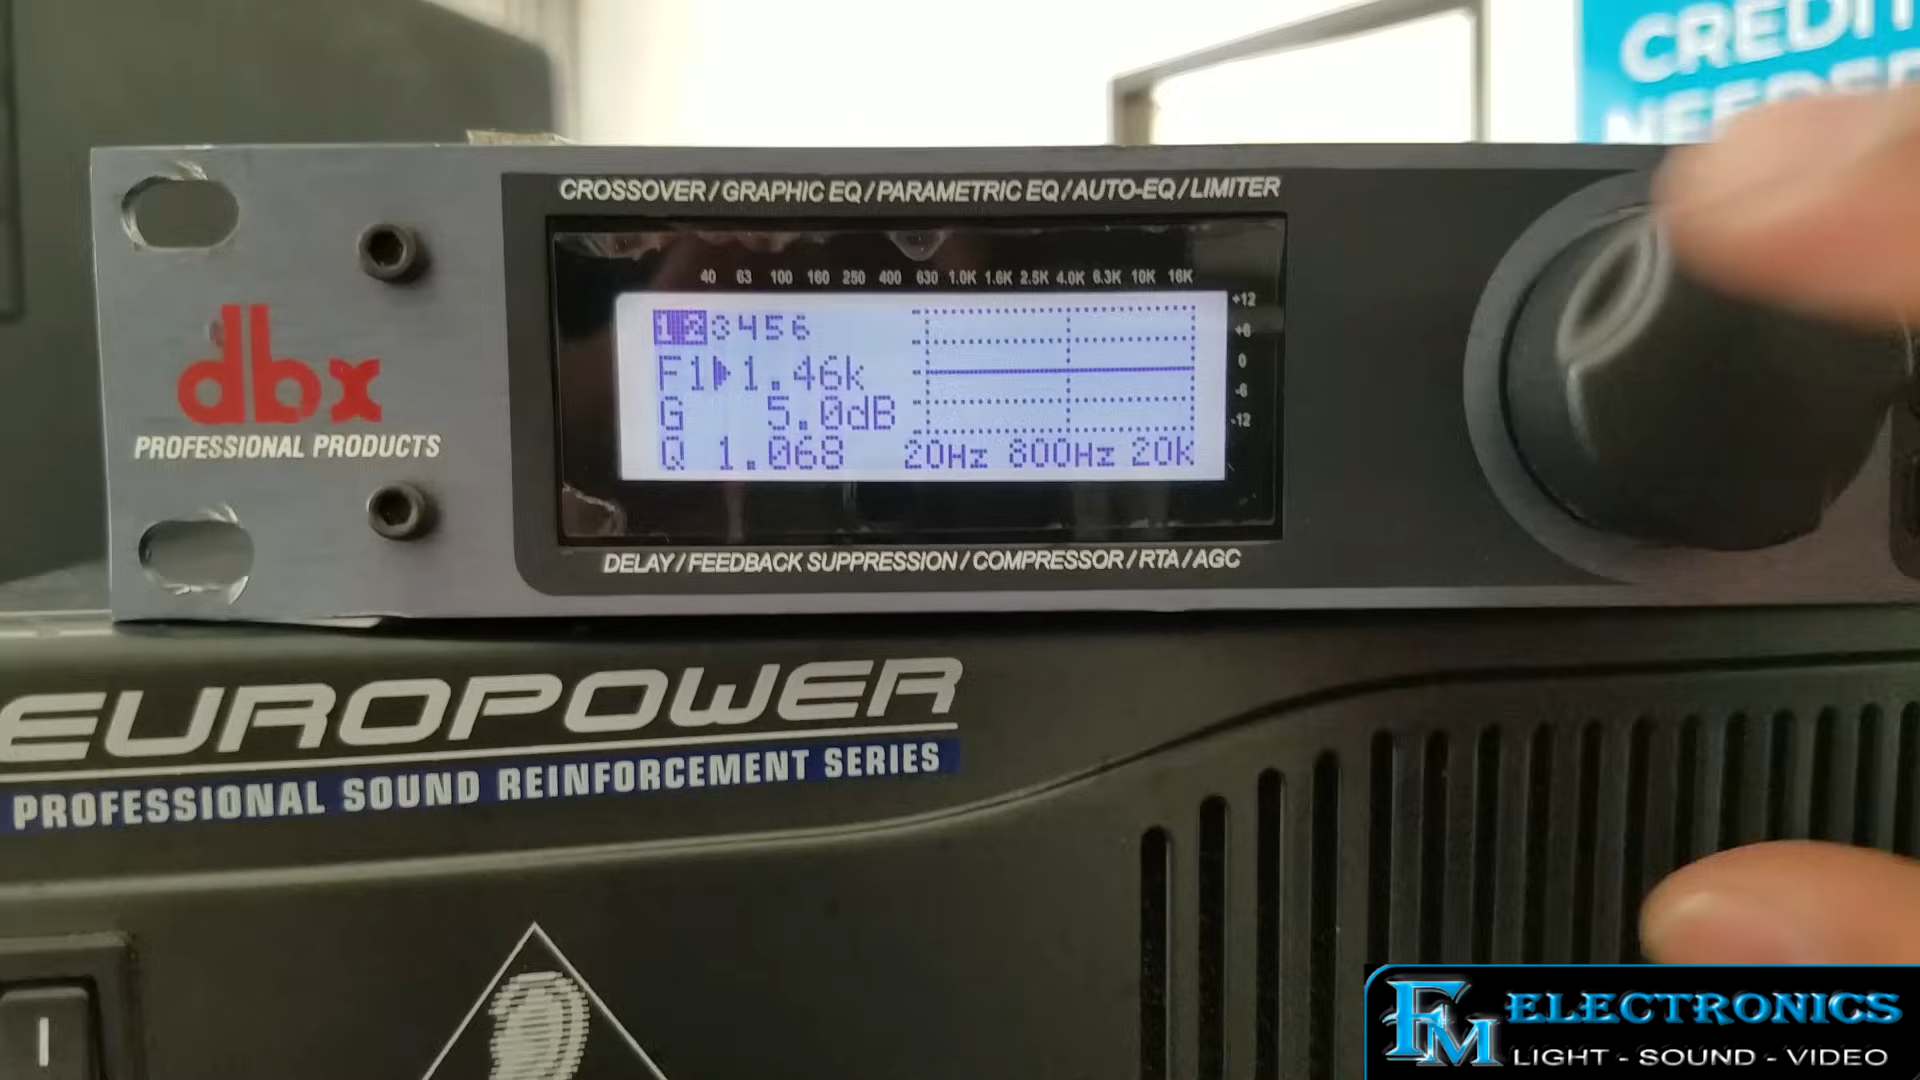 CREDIT
CROSSOVER / GRAPHIC EQ / PARAMETRIC EQ / AUTO-EQ / LIMITER
40 63 100 160 250 400 630 1.0K 1.6K 2.5K 4.0K 6.3K 10K 16K
+12
+6
0
-6
-12
123456
F1▶1.46k
G 5.0dB
Q 1.068
20Hz 800Hz 20k
dbx
PROFESSIONAL PRODUCTS
DELAY / FEEDBACK SUPPRESSION / COMPRESSOR / RTA / AGC
EUROPOWER
PROFESSIONAL SOUND REINFORCEMENT SERIES
I
FM ELECTRONICS
LIGHT - SOUND - VIDEO